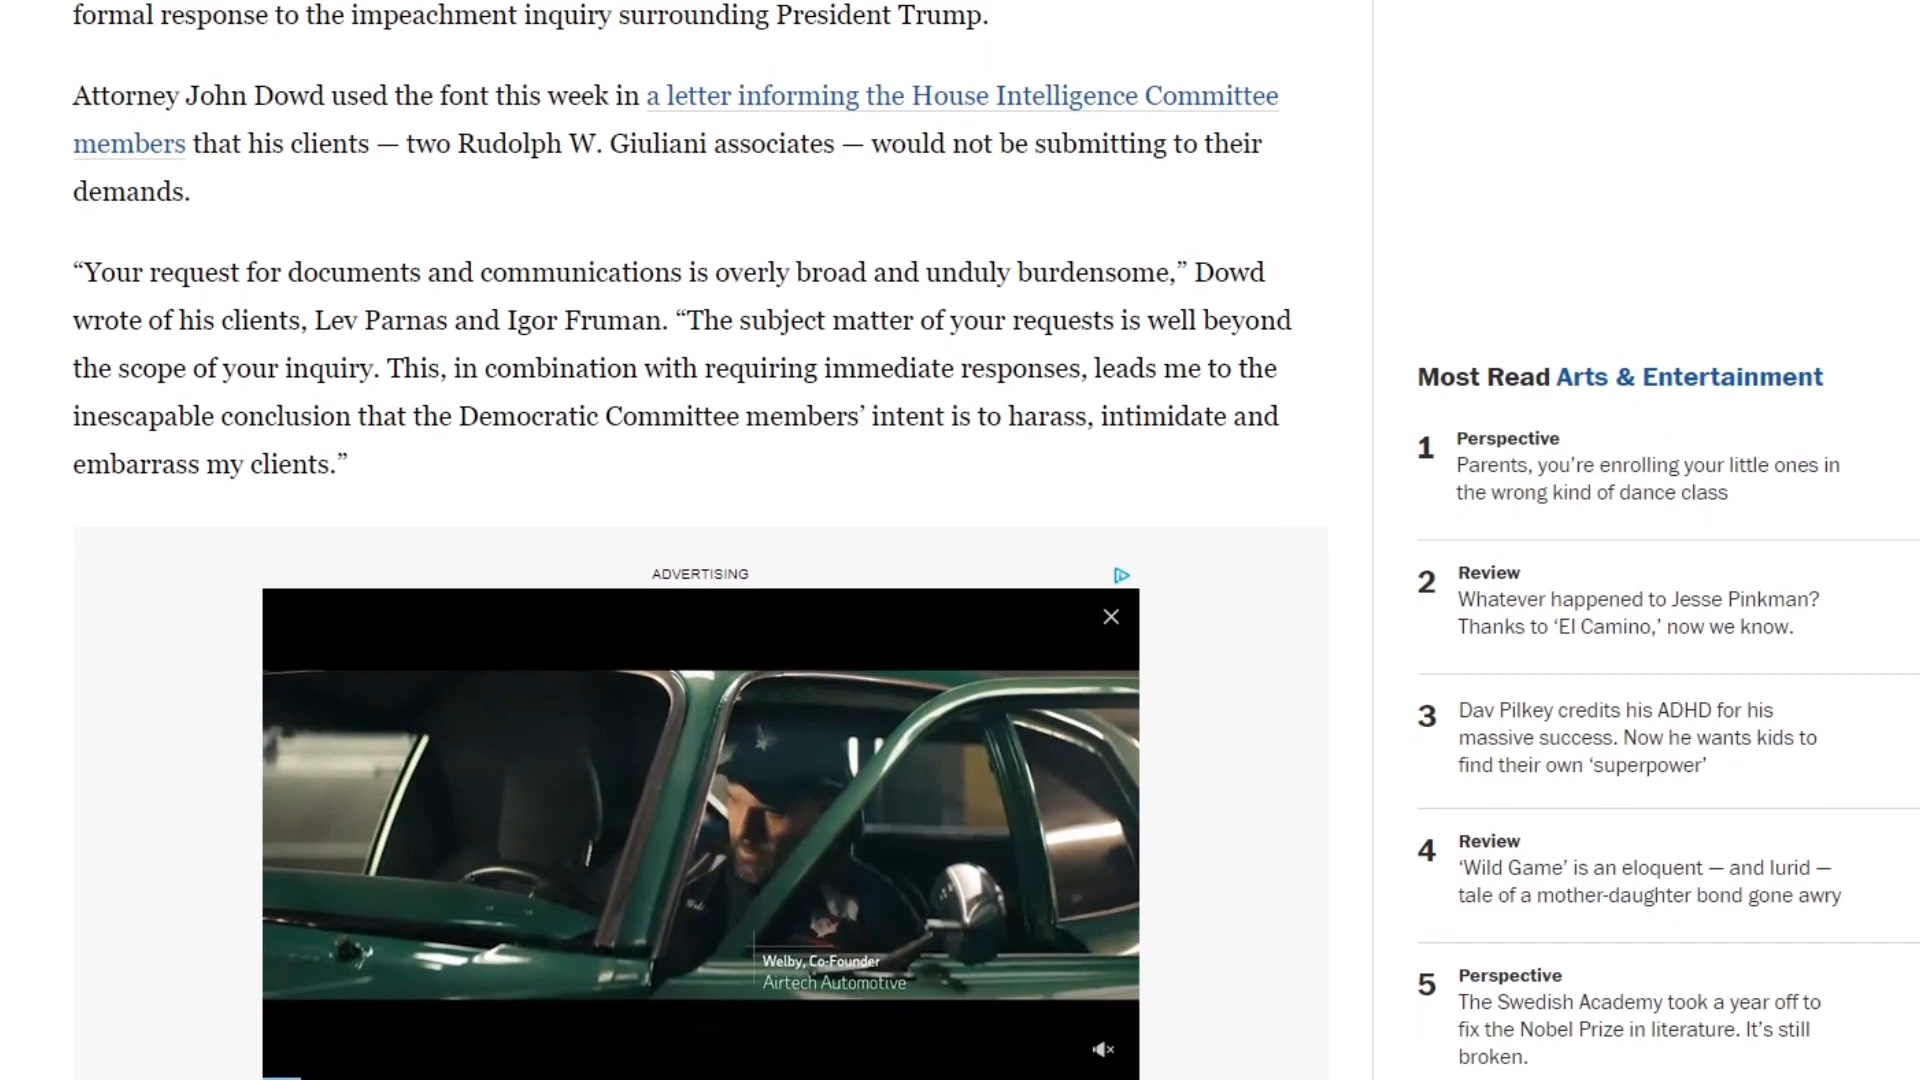 formal response to the impeachment inquiry surrounding President Trump.
Attorney John Dowd used the font this week in a letter informing the House Intelligence Committee
members that his clients — two Rudolph W. Giuliani associates — would not be submitting to their
demands.
“Your request for documents and communications is overly broad and unduly burdensome,” Dowd
wrote of his clients, Lev Parnas and Igor Fruman. “The subject matter of your requests is well beyond
the scope of your inquiry. This, in combination with requiring immediate responses, leads me to the
inescapable conclusion that the Democratic Committee members’ intent is to harass, intimidate and
embarrass my clients.”
ADVERTISING
Welby, Co-Founder
Airtech Automotive
Most Read Arts & Entertainment
1 Perspective
Parents, you’re enrolling your little ones in
the wrong kind of dance class
2 Review
Whatever happened to Jesse Pinkman?
Thanks to ‘El Camino,’ now we know.
3 Dav Pilkey credits his ADHD for his
massive success. Now he wants kids to
find their own ‘superpower’
4 Review
‘Wild Game’ is an eloquent — and lurid —
tale of a mother-daughter bond gone awry
5 Perspective
The Swedish Academy took a year off to
fix the Nobel Prize in literature. It’s still
broken.